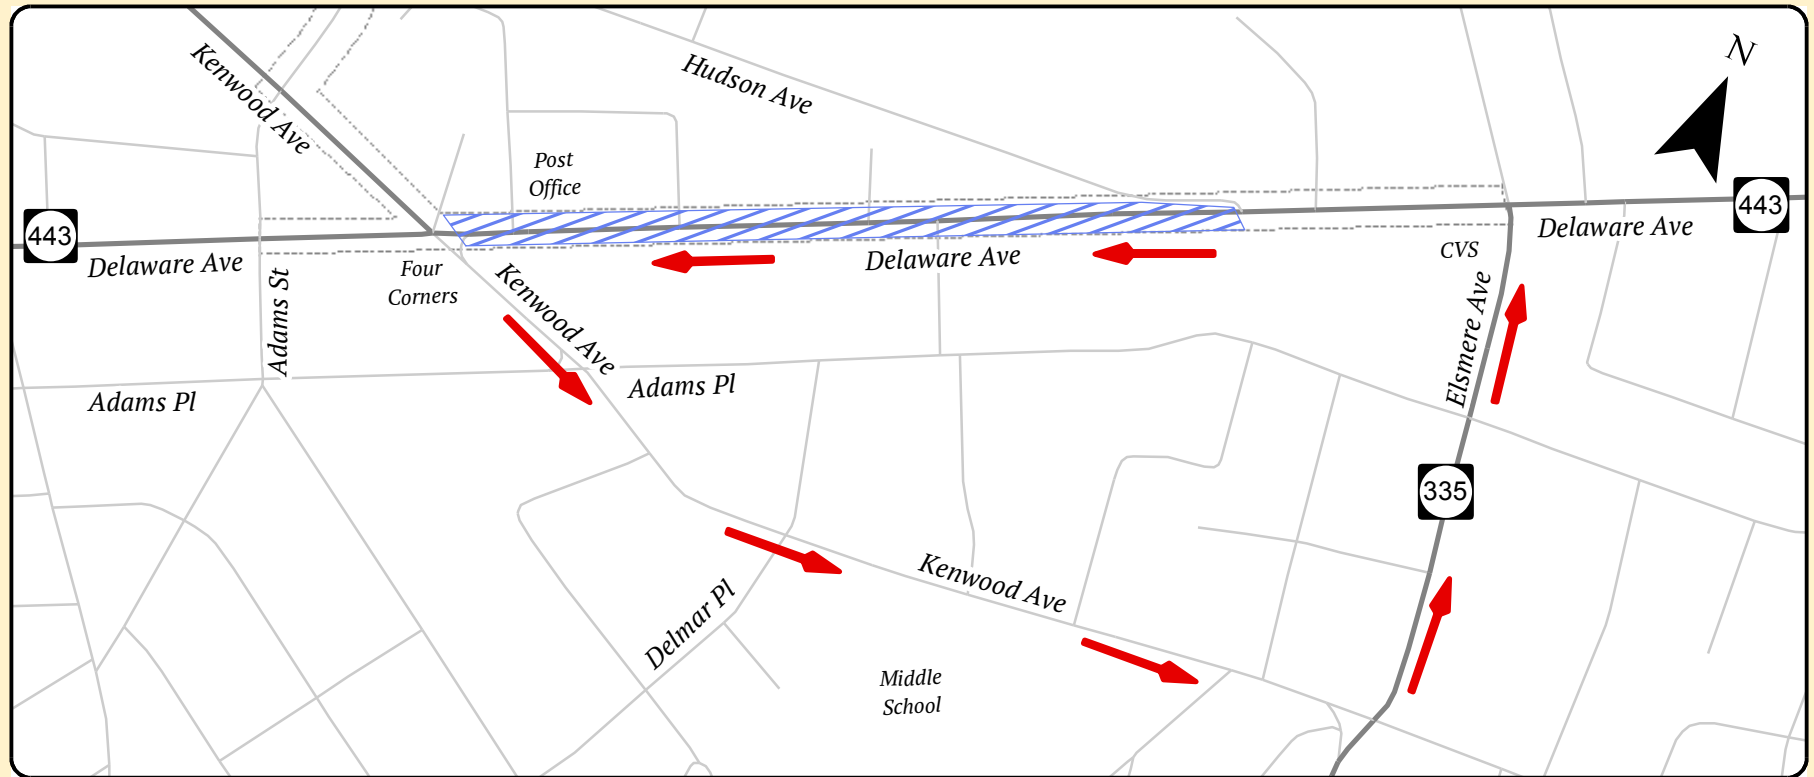 N
Kenwood Ave
Hudson Ave
Post
Office
443
443
Delaware Ave
Delaware Ave
Delaware Ave
CVS
Four
Corners
Kenwood Ave
Adams St
Elsmere Ave
Adams Pl
Adams Pl
335
Kenwood Ave
Delmar Pl
Middle
School